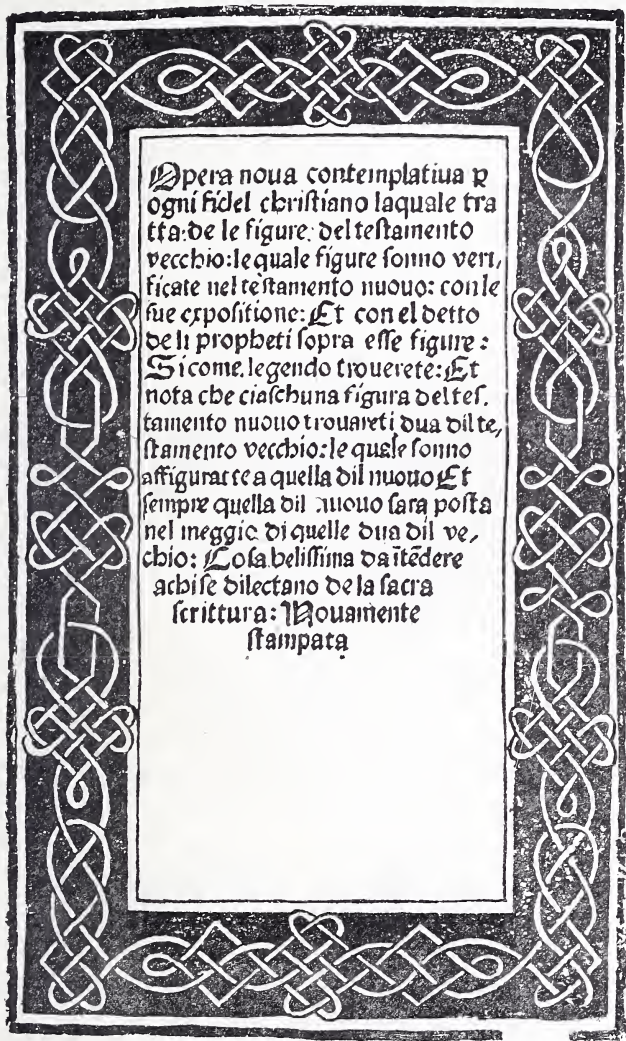 Opera noua contemplatiua ꝑ
ogni fidel christiano laquale tra
tta: de le figure: del testamento
vecchio: le quale figure sonno veri,
ficate nel testamento nuouo: con le
sue expositione: Et con el detto
de li propheti sopra esse figure:
Si come. legendo trouerete: Et
nota che ciaschuna figura del tes,
tamento nuouo trouareti dua dil te,
stamento vecchio: le quale sonno
affiguratte a quella dil nuouo Et
sempre quella dil nuouo sara posta
nel meggio di quelle dua dil ve,
chio: Cosa belissima da ītēdere
achi se dilectano de la sacra
scrittura: Nouamente
stampata